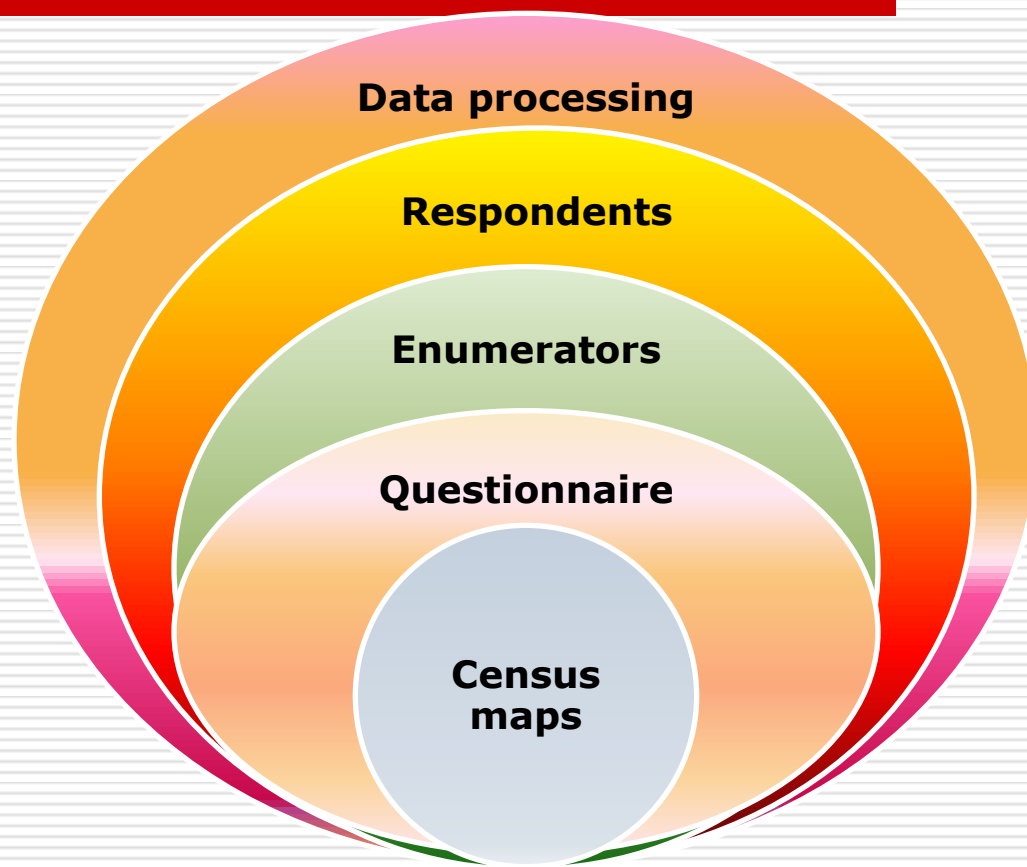 Data processing
Respondents
Enumerators
Questionnaire
Census
maps